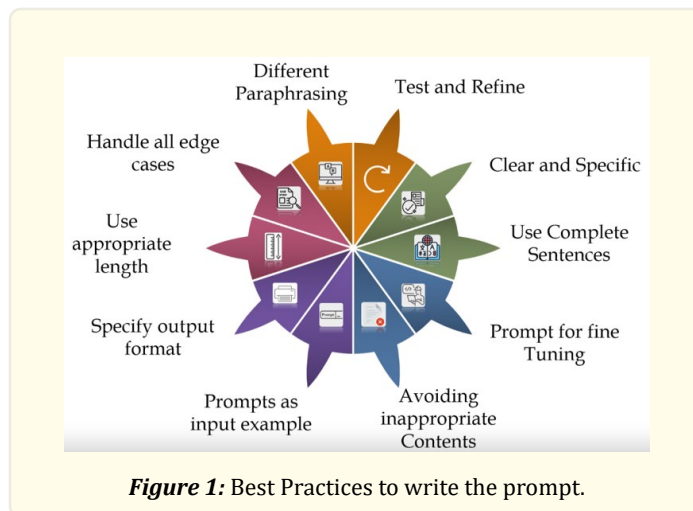 Different
Paraphrasing
Test and Refine
Handle all edge
cases
Clear and Specific
Use
appropriate
length
Use Complete
Sentences
Specify output
format
Prompt for fine
Tuning
Prompts as
input example
Avoiding
inappropriate
Contents
Prompt
Figure 1: Best Practices to write the prompt.